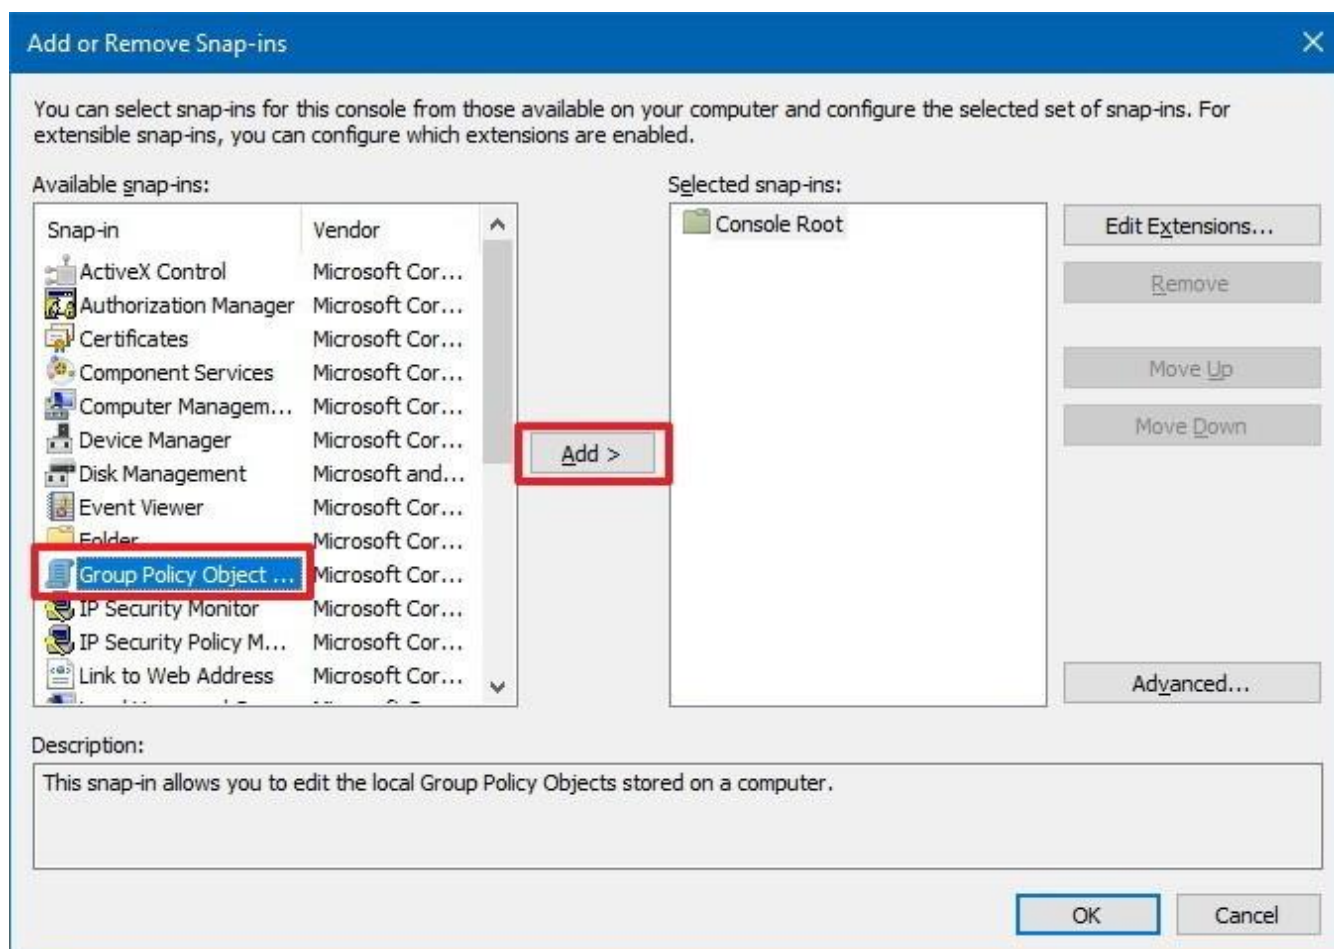 Add or Remove Snap-ins
You can select snap-ins for this console from those available on your computer and configure the selected set of snap-ins. For
extensible snap-ins, you can configure which extensions are enabled.
Available snap-ins:
Selected snap-ins:
Snap-in Vendor
ActiveX Control Microsoft Cor...
Authorization Manager Microsoft Cor...
Certificates Microsoft Cor...
Component Services Microsoft Cor...
Computer Managem... Microsoft Cor...
Device Manager Microsoft Cor...
Disk Management Microsoft and...
Event Viewer Microsoft Cor...
Folder Microsoft Cor...
Group Policy Object ... Microsoft Cor...
IP Security Monitor Microsoft Cor...
IP Security Policy M... Microsoft Cor...
Link to Web Address Microsoft Cor...
Add >
Console Root
Edit Extensions...
Remove
Move Up
Move Down
Advanced...
Description:
This snap-in allows you to edit the local Group Policy Objects stored on a computer.
OK
Cancel